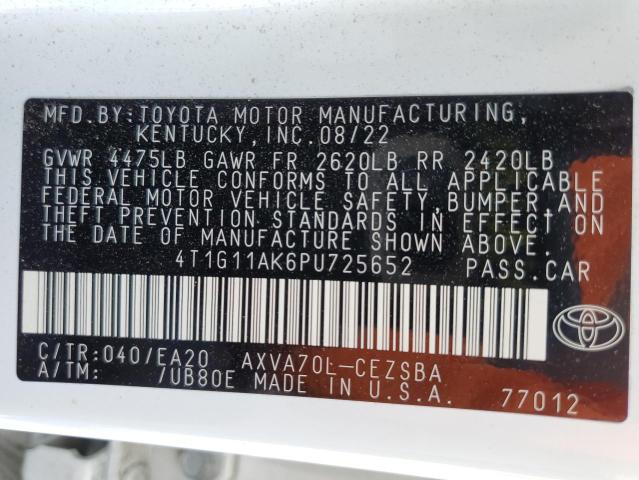 MFD.BY:TOYOTA MOTOR MANUFACTURING,
KENTUCKY, INC. 08/22
GVWR 4475LB GAWR FR 2620LB RR 2420LB
THIS VEHICLE CONFORMS TO ALL APPLICABLE
FEDERAL MOTOR VEHICLE SAFETY, BUMPER,AND
THEFT PREVENTION STANDARDS IN EFFECT ON
THE DATE OF MANUFACTURE SHOWN ABOVE.
4T1G11AK6PU725652 PASS.CAR
C/TR:040/EA20 AXVA70L-CEZSBA
A/TM: /UB80E MADE IN U.S.A. 77012